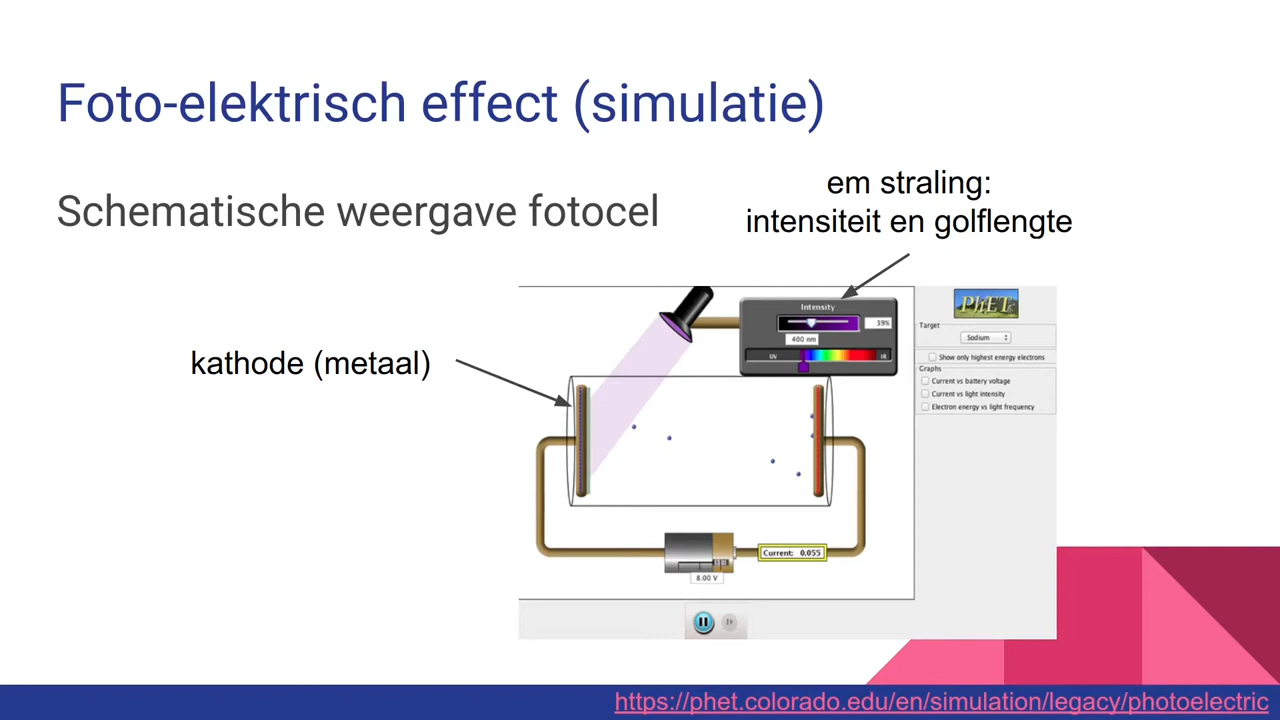 Foto-elektrisch effect (simulatie)
Schematische weergave fotocel
em straling:
intensiteit en golflengte
kathode (metaal)
Intensity
39%
400 nm
UV
IR
PhET
Target
Sodium
Show only highest energy electrons
Graphs
Current vs battery voltage
Current vs light intensity
Electron energy vs light frequency
Current: 0.055
8.00 V
https://phet.colorado.edu/en/simulation/legacy/photoelectric